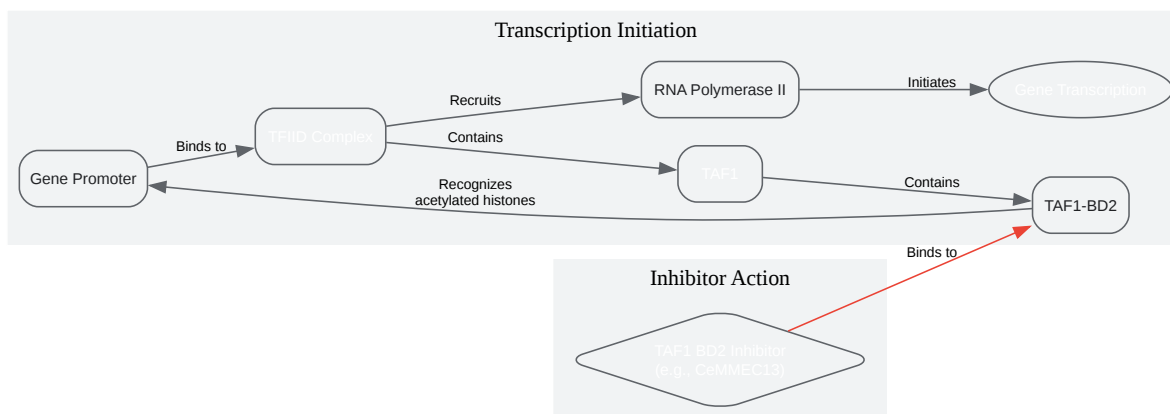 Transcription Initiation
RNA Polymerase II
Initiates
Gene Transcription
Recruits
TFIID Complex
Contains
Binds to
Gene Promoter
TAF1
Contains
Recognizes
acetylated histones
TAF1-BD2
Binds to
Inhibitor Action
TAF1 BD2 Inhibitor
(e.g., CeMMEC13)